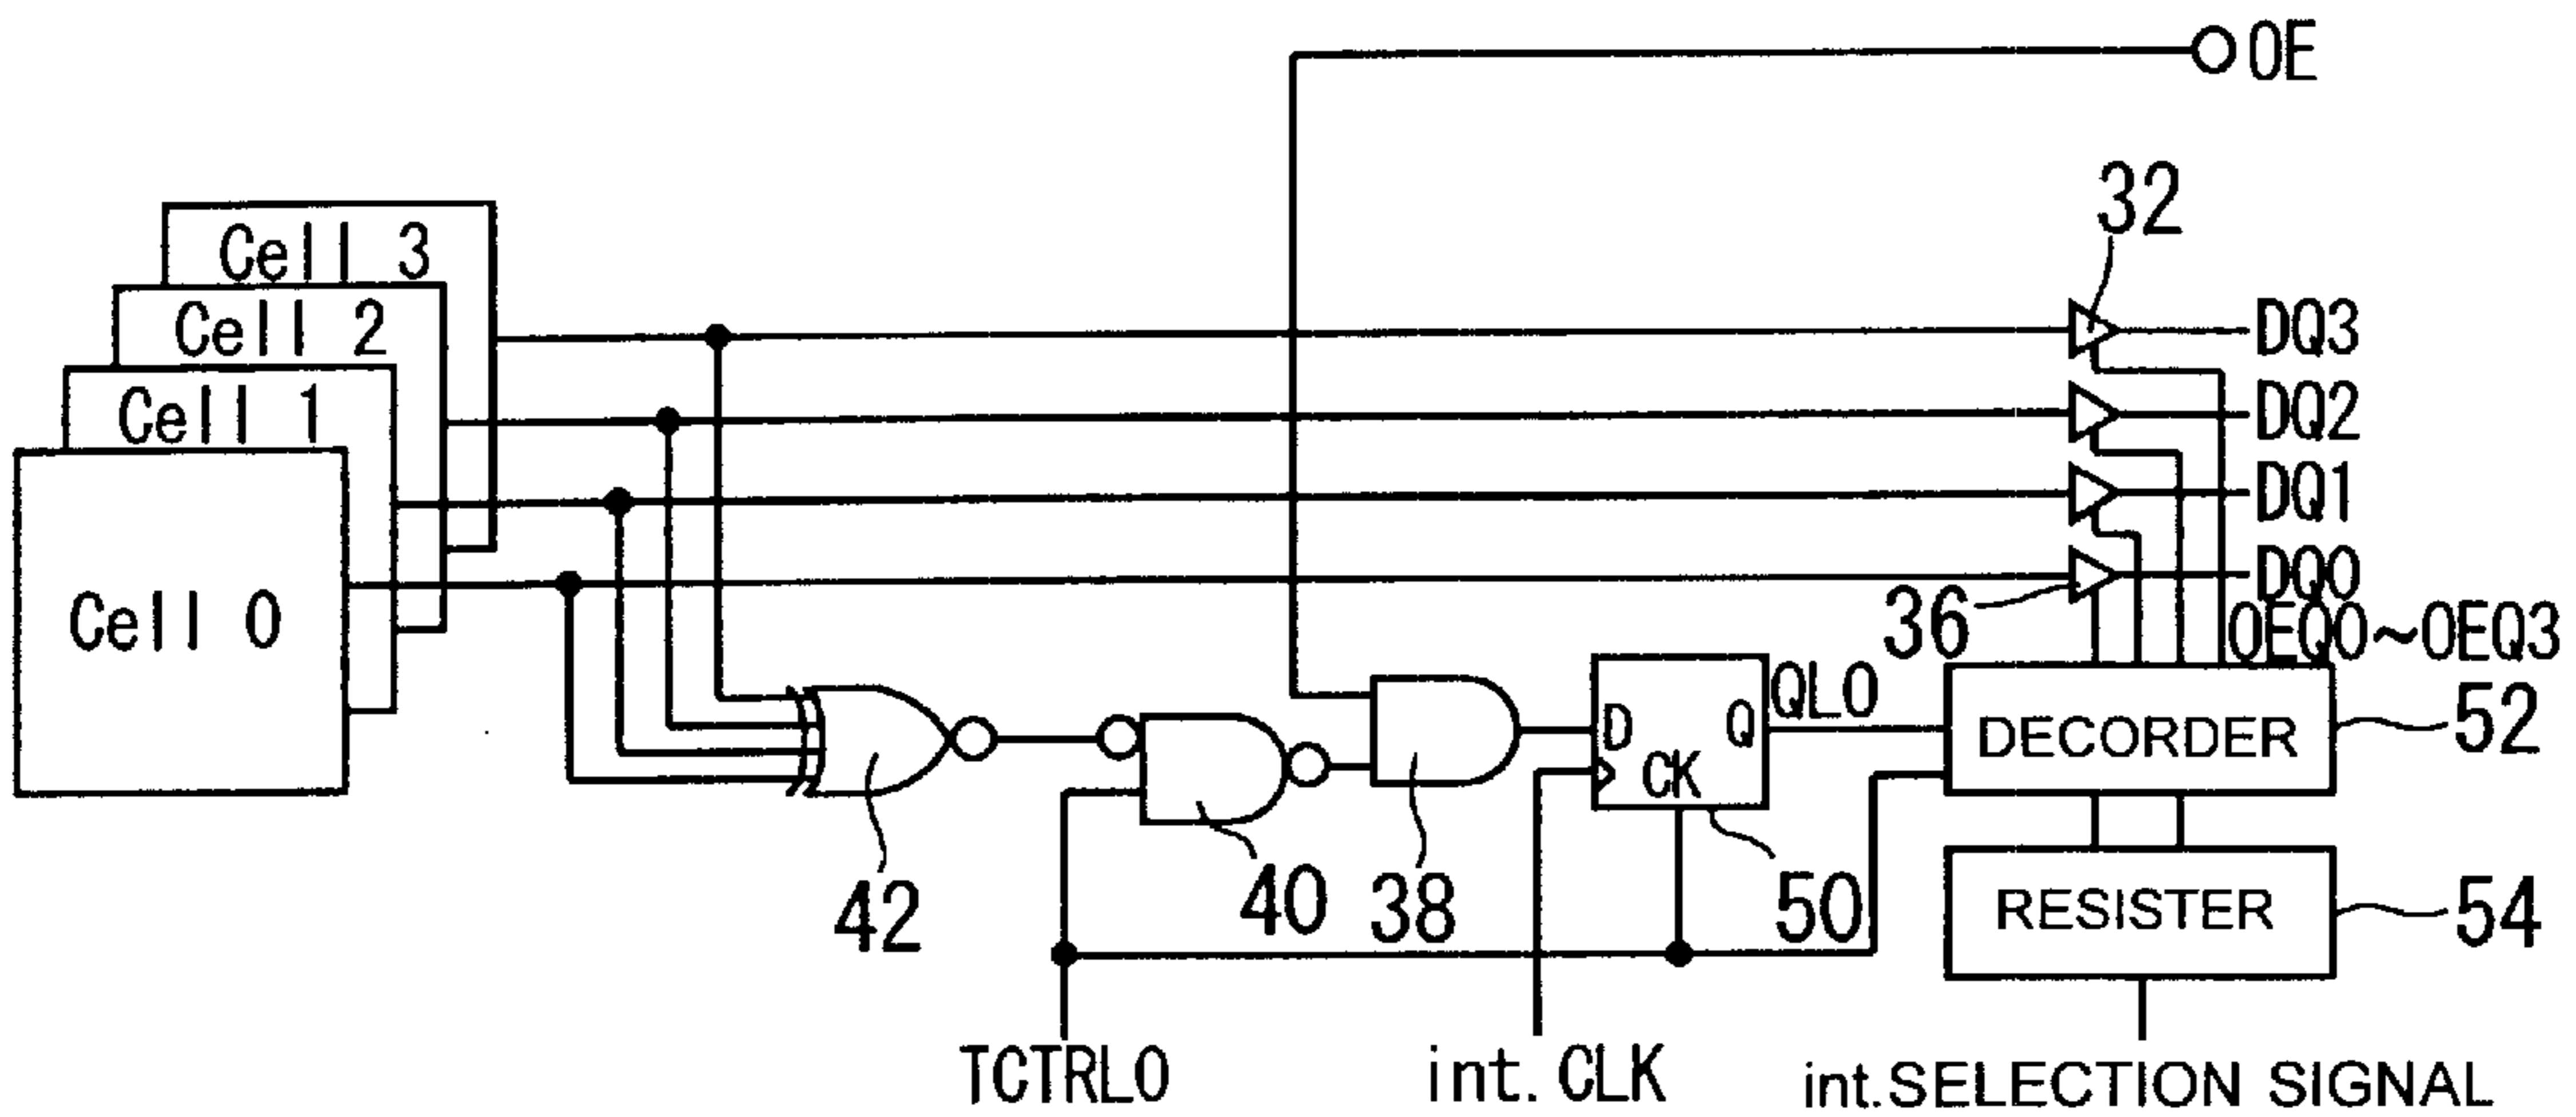 OE
32
Cell 3
Cell 2
Cell 1
Cell 0
DQ3
DQ2
DQ1
DQ0
36
OEQ0~OEQ3
D
Q
CK
QL0
DECORDER
52
42
40
38
50
RESISTER
54
TCTRL0
int. CLK
int.SELECTION SIGNAL